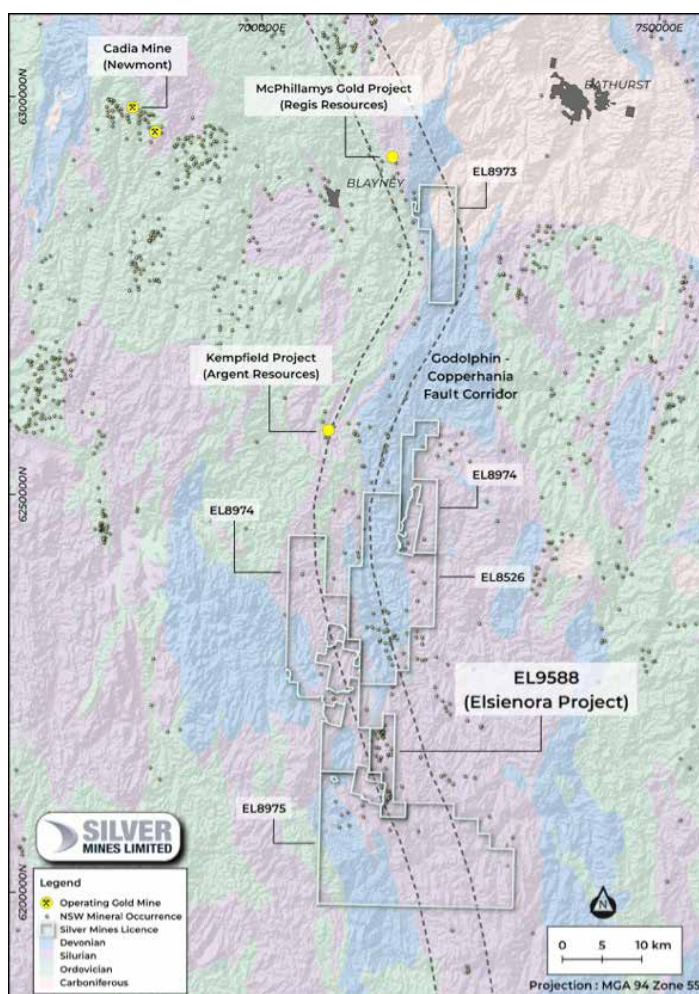 700000E
750000E
Cadia Mine
(Newmont)
McPhillamys Gold Project
(Regis Resources)
BATHURST
6300000N
BLAYNEY
EL8973
Kempfield Project
(Argent Resources)
Godolphin -
Copperhania
Fault Corridor
6250000N
EL8974
EL8974
EL8526
EL9588
(Elsienora Project)
EL8975
SILVER
MINES LIMITED
6200000N
Legend
Operating Gold Mine
NSW Mineral Occurrence
Silver Mines Licence
Devonian
Silurian
Ordovician
Carboniferous
N
0 5 10 km
Projection : MGA 94 Zone 55